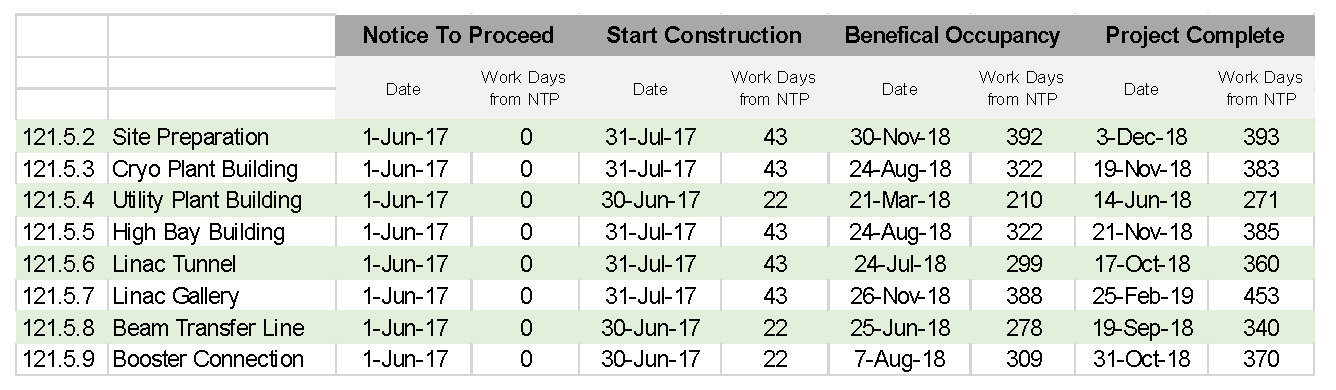 Notice To Proceed Start Construction Benefical Occupancy Project Complete
Date Work Days from NTP Date Work Days from NTP Date Work Days from NTP Date Work Days from NTP
121.5.2 Site Preparation 1-Jun-17 0 31-Jul-17 43 30-Nov-18 392 3-Dec-18 393
121.5.3 Cryo Plant Building 1-Jun-17 0 31-Jul-17 43 24-Aug-18 322 19-Nov-18 383
121.5.4 Utility Plant Building 1-Jun-17 0 30-Jun-17 22 21-Mar-18 210 14-Jun-18 271
121.5.5 High Bay Building 1-Jun-17 0 31-Jul-17 43 24-Aug-18 322 21-Nov-18 385
121.5.6 Linac Tunnel 1-Jun-17 0 31-Jul-17 43 24-Jul-18 299 17-Oct-18 360
121.5.7 Linac Gallery 1-Jun-17 0 31-Jul-17 43 26-Nov-18 388 25-Feb-19 453
121.5.8 Beam Transfer Line 1-Jun-17 0 30-Jun-17 22 25-Jun-18 278 19-Sep-18 340
121.5.9 Booster Connection 1-Jun-17 0 30-Jun-17 22 7-Aug-18 309 31-Oct-18 370